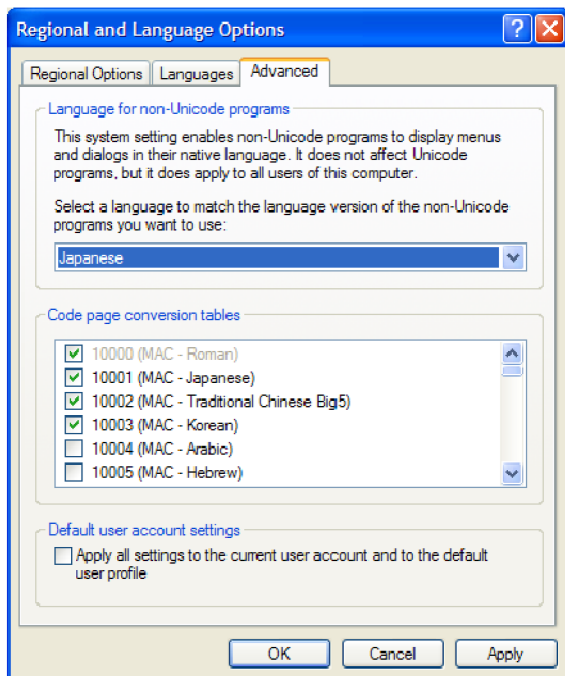 Regional and Language Options
Regional Options Languages Advanced
Language for non-Unicode programs
This system setting enables non-Unicode programs to display menus
and dialogs in their native language. It does not affect Unicode
programs, but it does apply to all users of this computer.
Select a language to match the language version of the non-Unicode
programs you want to use:
Japanese
Code page conversion tables
10000 (MAC - Roman)
10001 (MAC - Japanese)
10002 (MAC - Traditional Chinese Big5)
10003 (MAC - Korean)
10004 (MAC - Arabic)
10005 (MAC - Hebrew)
Default user account settings
Apply all settings to the current user account and to the default
user profile
OK Cancel Apply